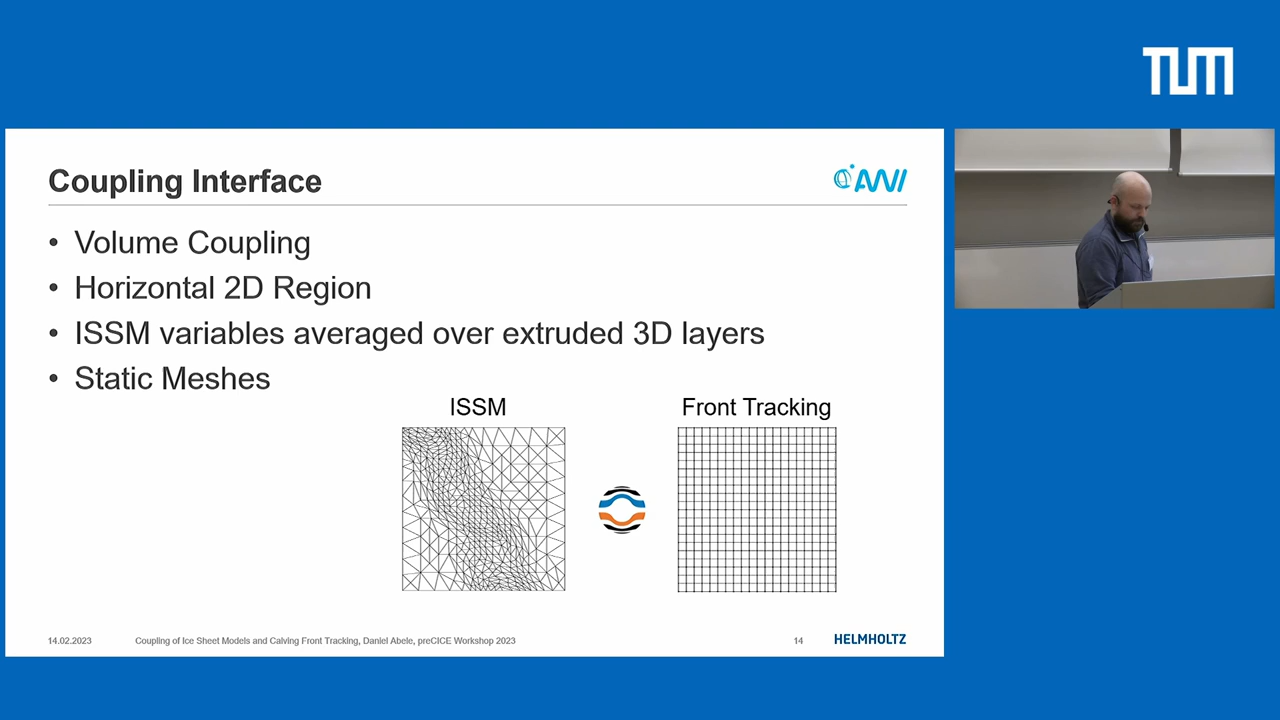 TUM
Coupling Interface
AWI
• Volume Coupling
• Horizontal 2D Region
• ISSM variables averaged over extruded 3D layers
• Static Meshes
ISSM
Front Tracking
14.02.2023
Coupling of Ice Sheet Models and Calving Front Tracking, Daniel Abele, preCICE Workshop 2023
14
HELMHOLTZ